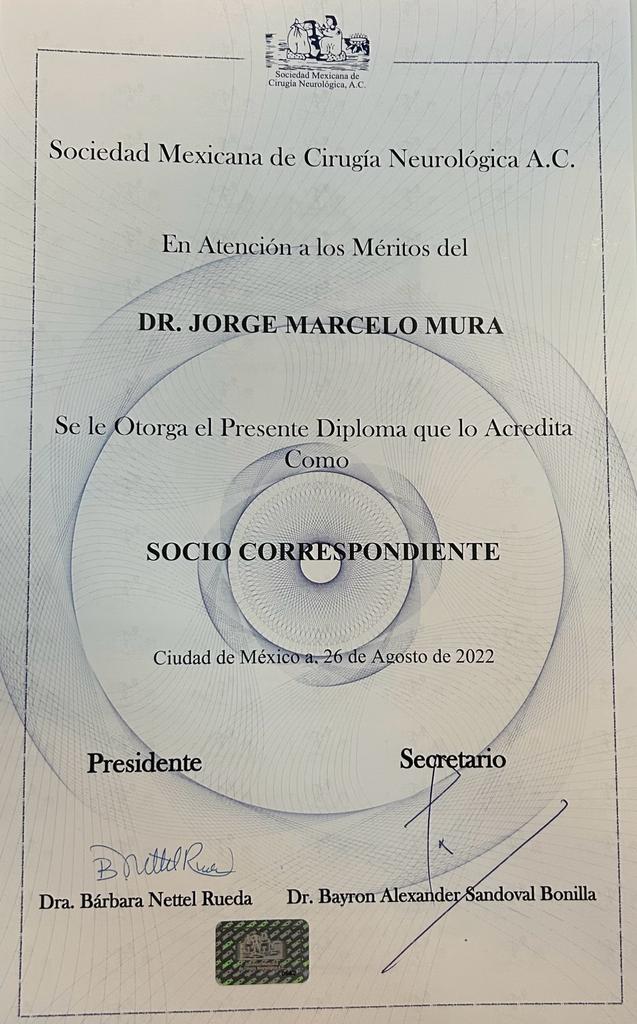 Sociedad Mexicana de
Cirugía Neurológica, A.C.
Sociedad Mexicana de Cirugía Neurológica A.C.
En Atención a los Méritos del
DR. JORGE MARCELO MURA
Se le Otorga el Presente Diploma que lo Acredita
Como
SOCIO CORRESPONDIENTE
Ciudad de México a, 26 de Agosto de 2022
Presidente
Secretario
B Nettel Rueda
Dra. Bárbara Nettel Rueda
Dr. Bayron Alexander Sandoval Bonilla